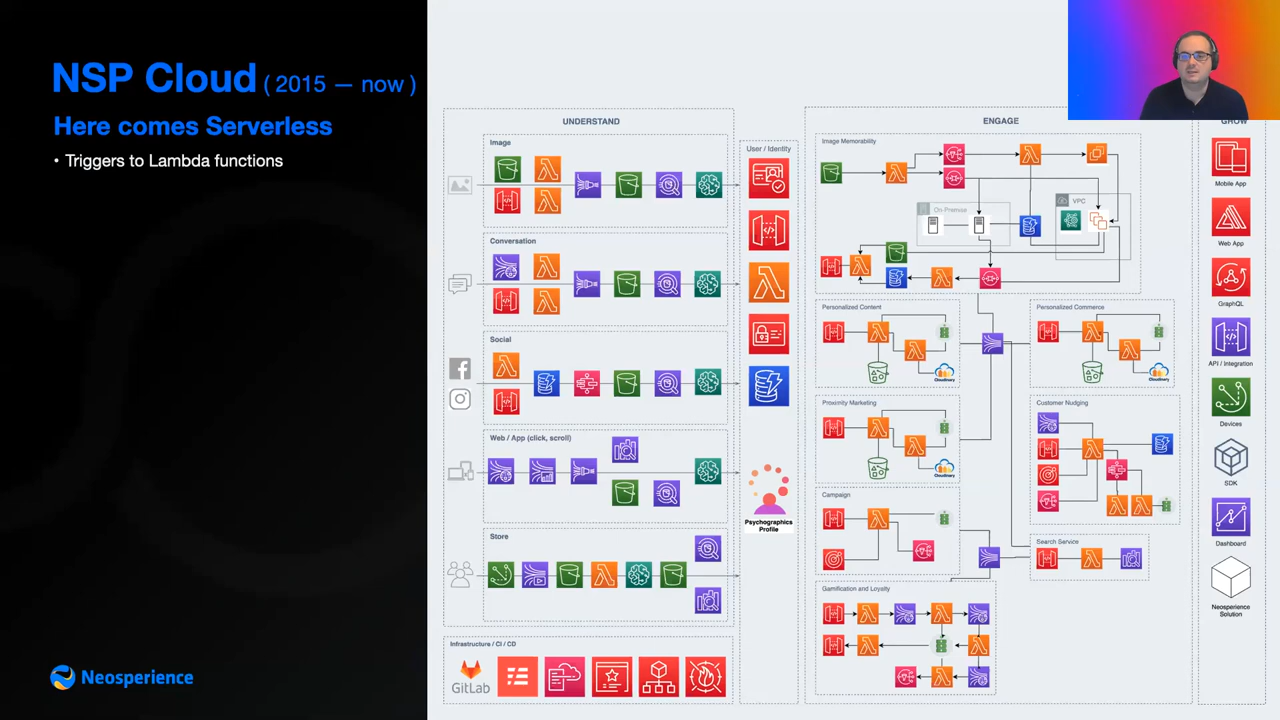 NSP Cloud ( 2015 — now )
Here comes Serverless
• Triggers to Lambda functions
Neosperience
UNDERSTAND
Image
Conversation
Social
Web / App (click, scroll)
Store
Infrastructure / CI / CD
GitLab
User / Identity
Psychographics
Profile
ENGAGE
Image Memorability
On Premise
VPC
Personalized Content
Cloudinary
Personalized Commerce
Cloudinary
Proximity Marketing
Cloudinary
Customer Nudging
Campaign
Search Service
Gamification and Loyalty
GROW
Mobile App
Web App
GraphQL
API / Integration
Devices
SDK
Dashboard
Neosperience
Solution